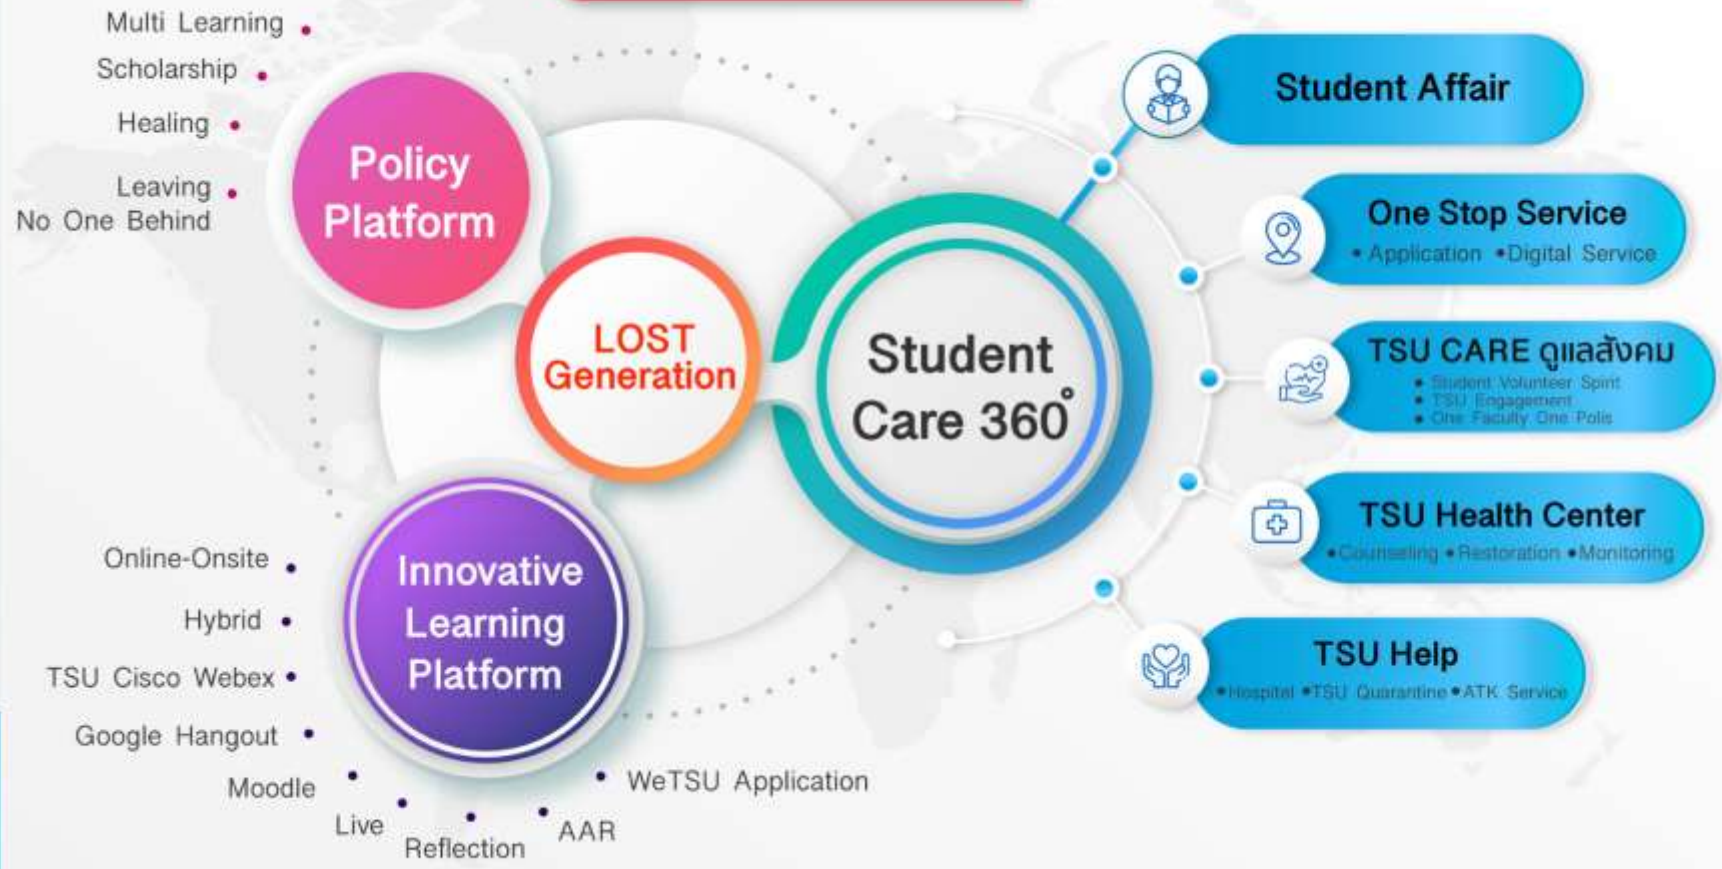 Multi Learning
Scholarship
Healing
Leaving
No One Behind
Policy
Platform
LOST
Generation
Student
Care 360°
Innovative
Learning
Platform
Online-Onsite
Hybrid
TSU Cisco Webex
Google Hangout
Moodle
Live
Reflection
AAR
WeTSU Application
Student Affair
One Stop Service
• Application •Digital Service
TSU CARE ดูแลสังคม
• Student Volunteer Spirit
• TSU Engagement
• One Faculty One Polis
TSU Health Center
•Counseling •Restoration •Monitoring
TSU Help
•Hospital •TSU Quarantine •ATK Service